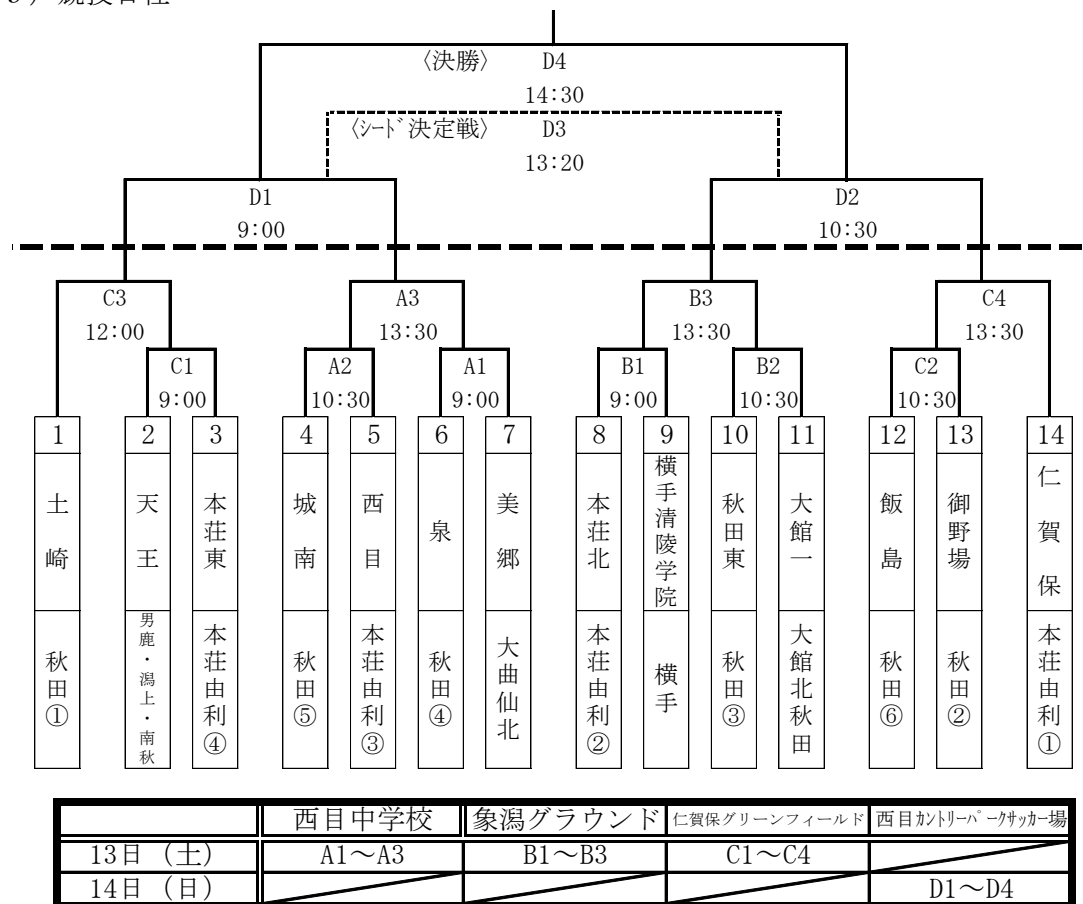 〈決勝〉 D4
14:30
〈ｼｰﾄﾞ決定戦〉 D3
13:20
D1 D2
9:00 10:30
C3 A3 B3 C4
12:00 13:30 13:30 13:30
C1 A2 A1 B1 B2 C2
9:00 10:30 9:00 9:00 10:30 10:30
1 2 3 4 5 6 7 8 9 10 11 12 13 14
土崎 天王 本荘東 城南 西目 泉 美郷 本荘北 横手清陵学院 秋田東 大館一 飯島 御野場 仁賀保
秋田① 男鹿・潟上・南秋 本荘由利④ 秋田⑤ 本荘由利③ 秋田④ 大曲仙北 本荘由利② 横手 秋田③ 大館北秋田 秋田⑥ 秋田② 本荘由利①
西目中学校 象潟グラウンド 仁賀保グリーンフィールド 西目ｶﾝﾄﾘｰﾊﾟｰｸｻｯｶｰ場
13日（土） A1～A3 B1～B3 C1～C4
14日（日） D1～D4